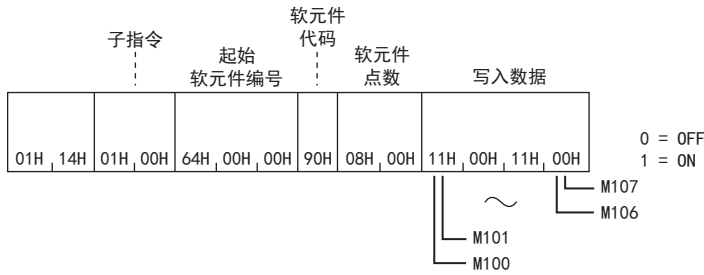 子指令
起始
软元件编号
软元件
代码
软元件
点数
写入数据
01H 14H 01H 00H 64H 00H 00H 90H 08H 00H 11H 00H 11H 00H
0 = OFF
1 = ON
M107
M106
M101
M100